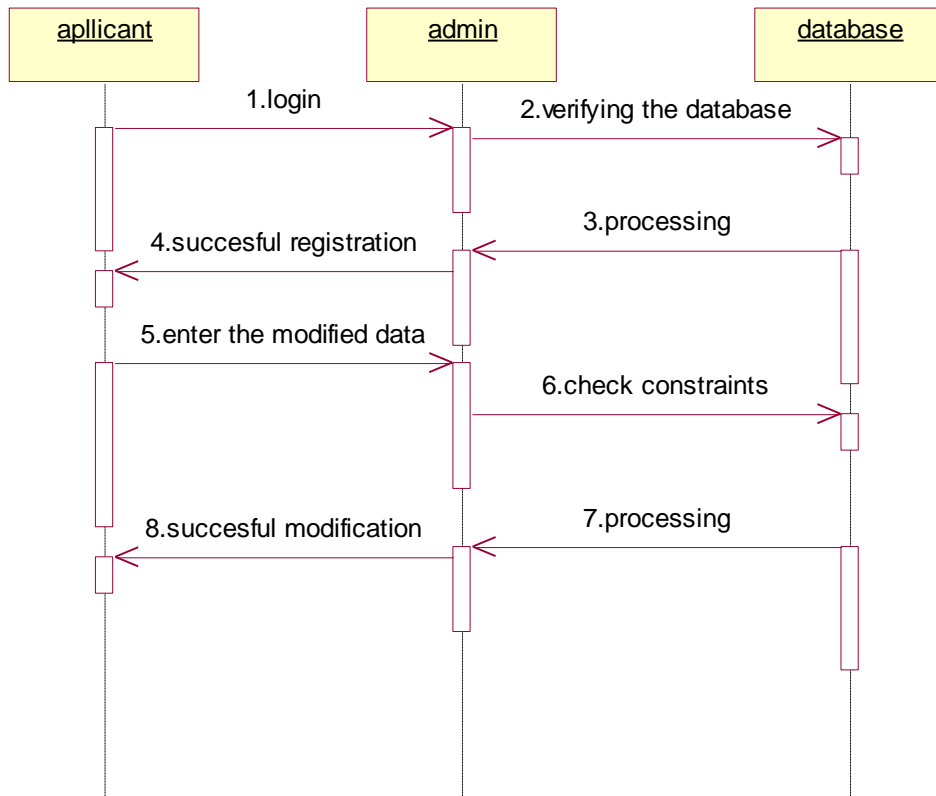 apllicant
admin
database
1.login
2.verifying the database
3.processing
4.succesful registration
5.enter the modified data
6.check constraints
7.processing
8.succesful modification